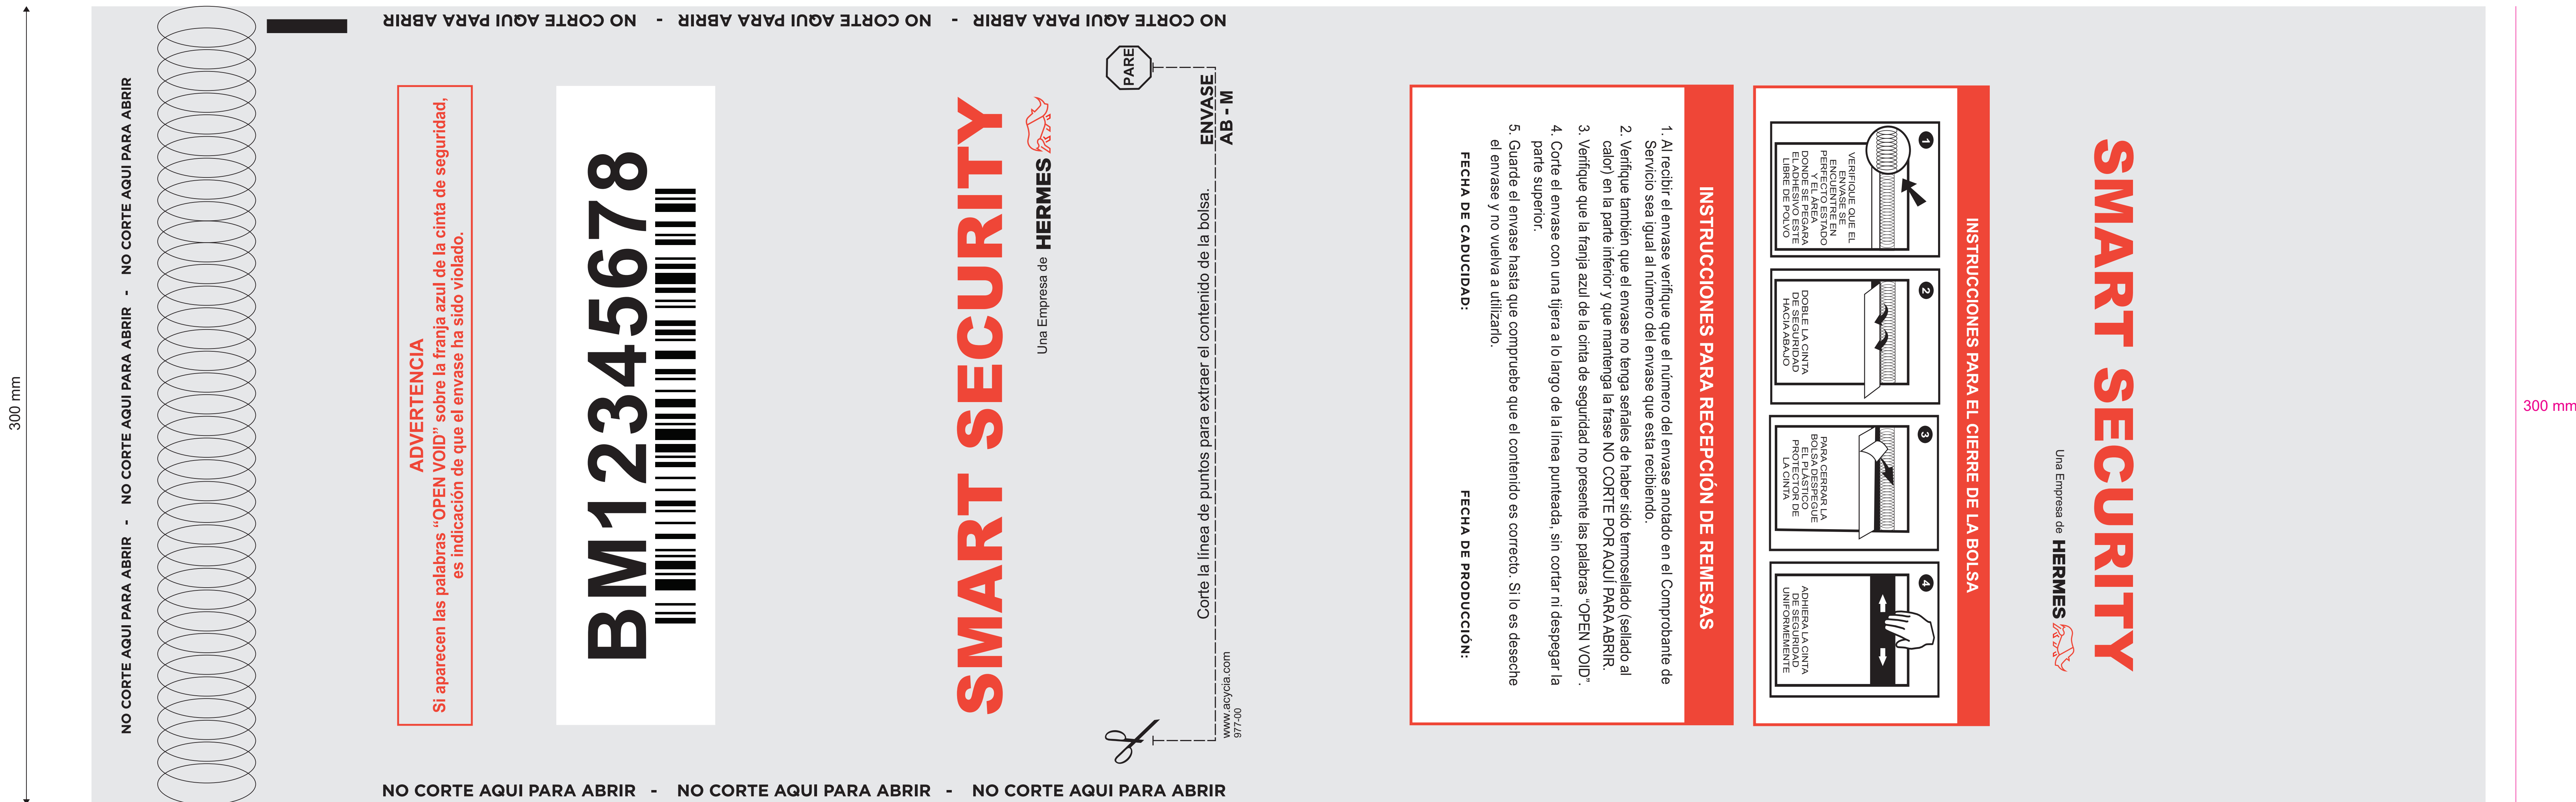 300 mm
NO CORTE AQUI PARA ABRIR - NO CORTE AQUI PARA ABRIR - NO CORTE AQUI PARA ABRIR
NO CORTE AQUI PARA ABRIR - NO CORTE AQUI PARA ABRIR - NO CORTE AQUI PARA ABRIR - NO CORTE AQUI PARA ABRIR
ADVERTENCIA
Si aparecen las palabras “OPEN VOID” sobre la franja azul de la cinta de seguridad,
es indicación de que el envase ha sido violado.
BM12345678
SMART SECURITY
Una Empresa de HERMES
PARE
Corte la línea de puntos para extraer el contenido de la bolsa.
ENVASE
AB - M
www.acycia.com
977-00
NO CORTE AQUI PARA ABRIR - NO CORTE AQUI PARA ABRIR - NO CORTE AQUI PARA ABRIR
INSTRUCCIONES PARA RECEPCIÓN DE REMESAS
1. Al recibir el envase verifique que el número del envase anotado en el Comprobante de
Servicio sea igual al número del envase que esta recibiendo.
2. Verifique también que el envase no tenga señales de haber sido termosellado (sellado al
calor) en la parte inferior y que mantenga la frase NO CORTE POR AQUÍ PARA ABRIR.
3. Verifique que la franja azul de la cinta de seguridad no presente las palabras “OPEN VOID”.
4. Corte el envase con una tijera a lo largo de la línea punteada, sin cortar ni despegar la
parte superior.
5. Guarde el envase hasta que compruebe que el contenido es correcto. Si lo es deseche
el envase y no vuelva a utilizarlo.
FECHA DE CADUCIDAD: FECHA DE PRODUCCIÓN:
INSTRUCCIONES PARA EL CIERRE DE LA BOLSA
1
VERIFIQUE QUE EL
ENVASE SE
ENCUENTRE EN
PERFECTO ESTADO
Y EL ÁREA
DONDE SE PEGARA
EL ADHESIVO ESTE
LIBRE DE POLVO
2
DOBLE LA CINTA
DE SEGURIDAD
HACIA ABAJO
3
PARA CERRAR LA
BOLSA DESPEGUE
EL PLÁSTICO
PROTECTOR DE
LA CINTA
4
ADHIERA LA CINTA
DE SEGURIDAD
UNIFORMEMENTE
SMART SECURITY
Una Empresa de HERMES
300 mm